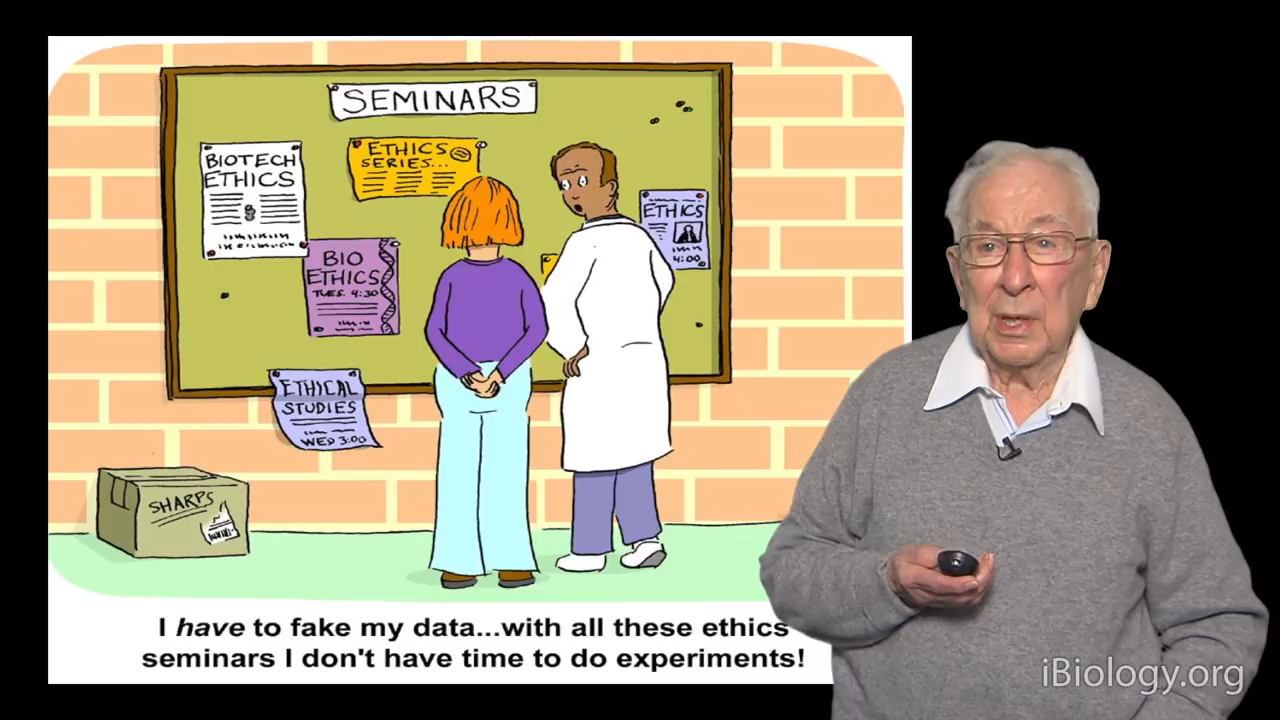 SEMINARS
BIOTECH
ETHICS
ETHICS
SERIES...
BIO
ETHICS
TUES. 4:30
ETHICS
4:00
ETHICAL
STUDIES
WED 3:00
SHARPS
I have to fake my data...with all these ethics
seminars I don't have time to do experiments!
iBiology.org